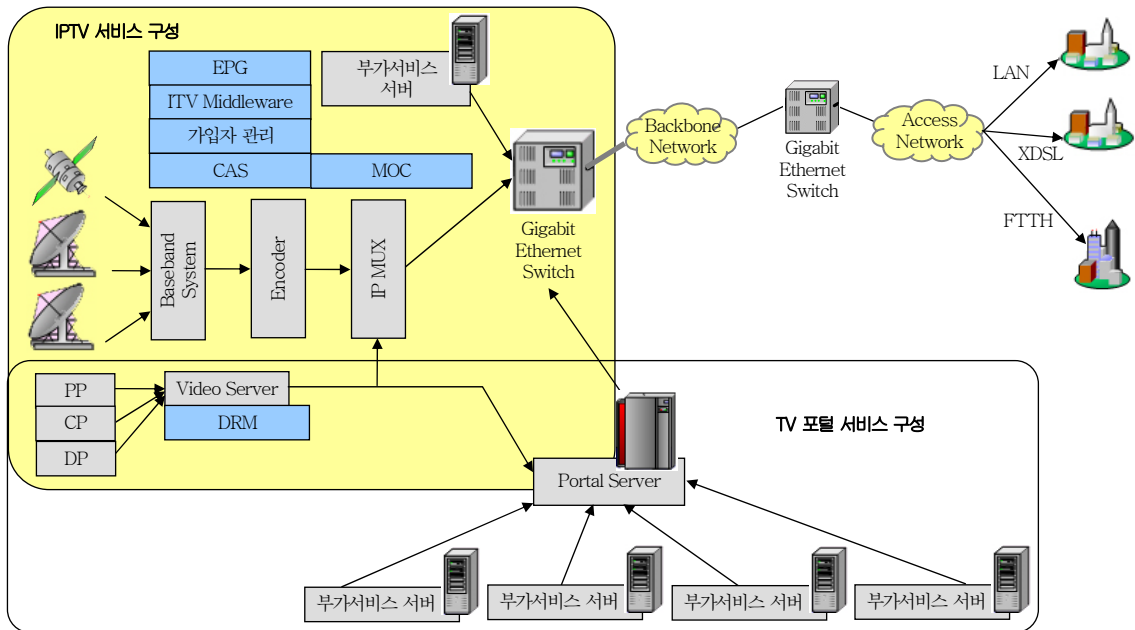 IPTV 서비스 구성
EPG
ITV Middleware
가입자 관리
CAS
MOC
부가서비스
서버
Gigabit
Ethernet
Switch
Backbone
Network
Gigabit
Ethernet
Switch
Access
Network
LAN
XDSL
FTTH
Baseband
System
Encoder
IP MUX
PP
CP
DP
Video Server
DRM
TV 포털 서비스 구성
Portal Server
부가서비스 서버
부가서비스 서버
부가서비스 서버
부가서비스 서버